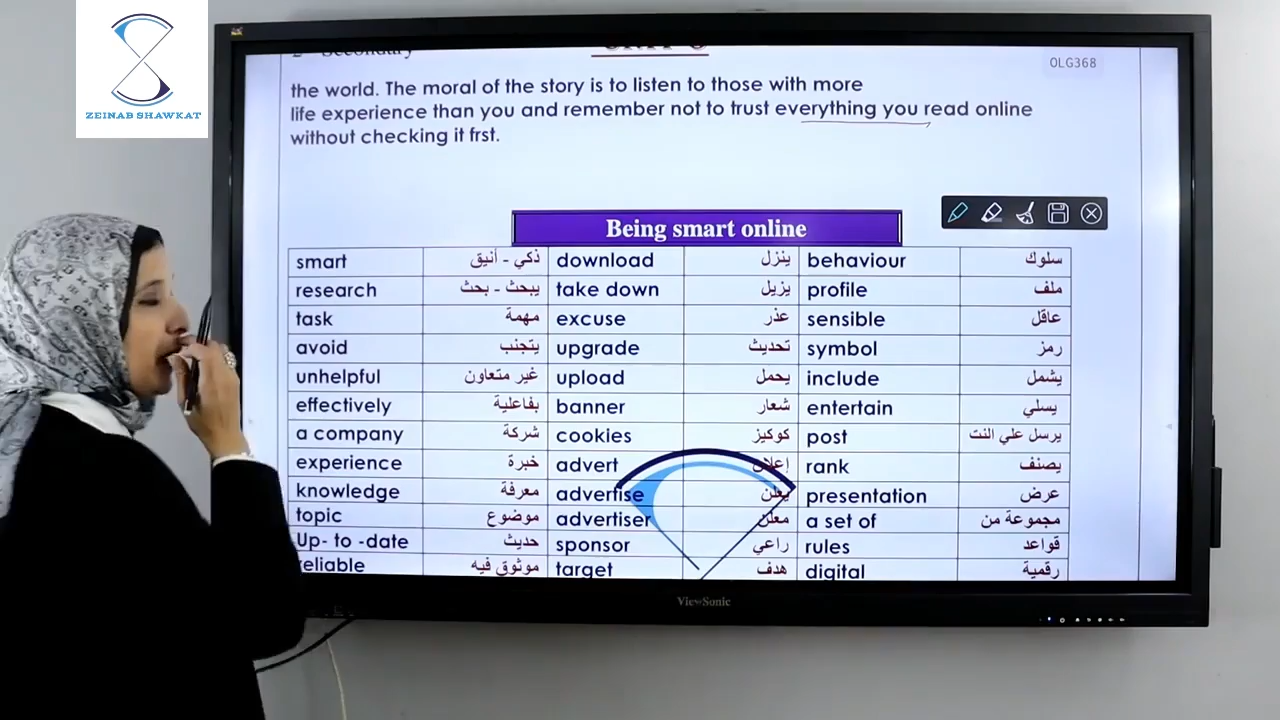 ZEINAB SHAWKAT
2 Secondary
OLG368
the world. The moral of the story is to listen to those with more
life experience than you and remember not to trust everything you read online
without checking it frst.
Being smart online
smart ذكي - أنيق download ينزل behaviour سلوك
research يبحث - بحث take down يزيل profile ملف
task مهمة excuse عذر sensible عاقل
avoid يتجنب upgrade تحديث symbol رمز
unhelpful غير متعاون upload يحمل include يشمل
effectively بفاعلية banner شعار entertain يسلي
a company شركة cookies كوكيز post يرسل علي النت
experience خبرة advert إعلان rank يصنف
knowledge معرفة advertise يعلن presentation عرض
topic موضوع advertiser معلن a set of مجموعة من
Up- to -date حديث sponsor راعي rules قواعد
reliable موثوق فيه target هدف digital رقمية
ViewSonic